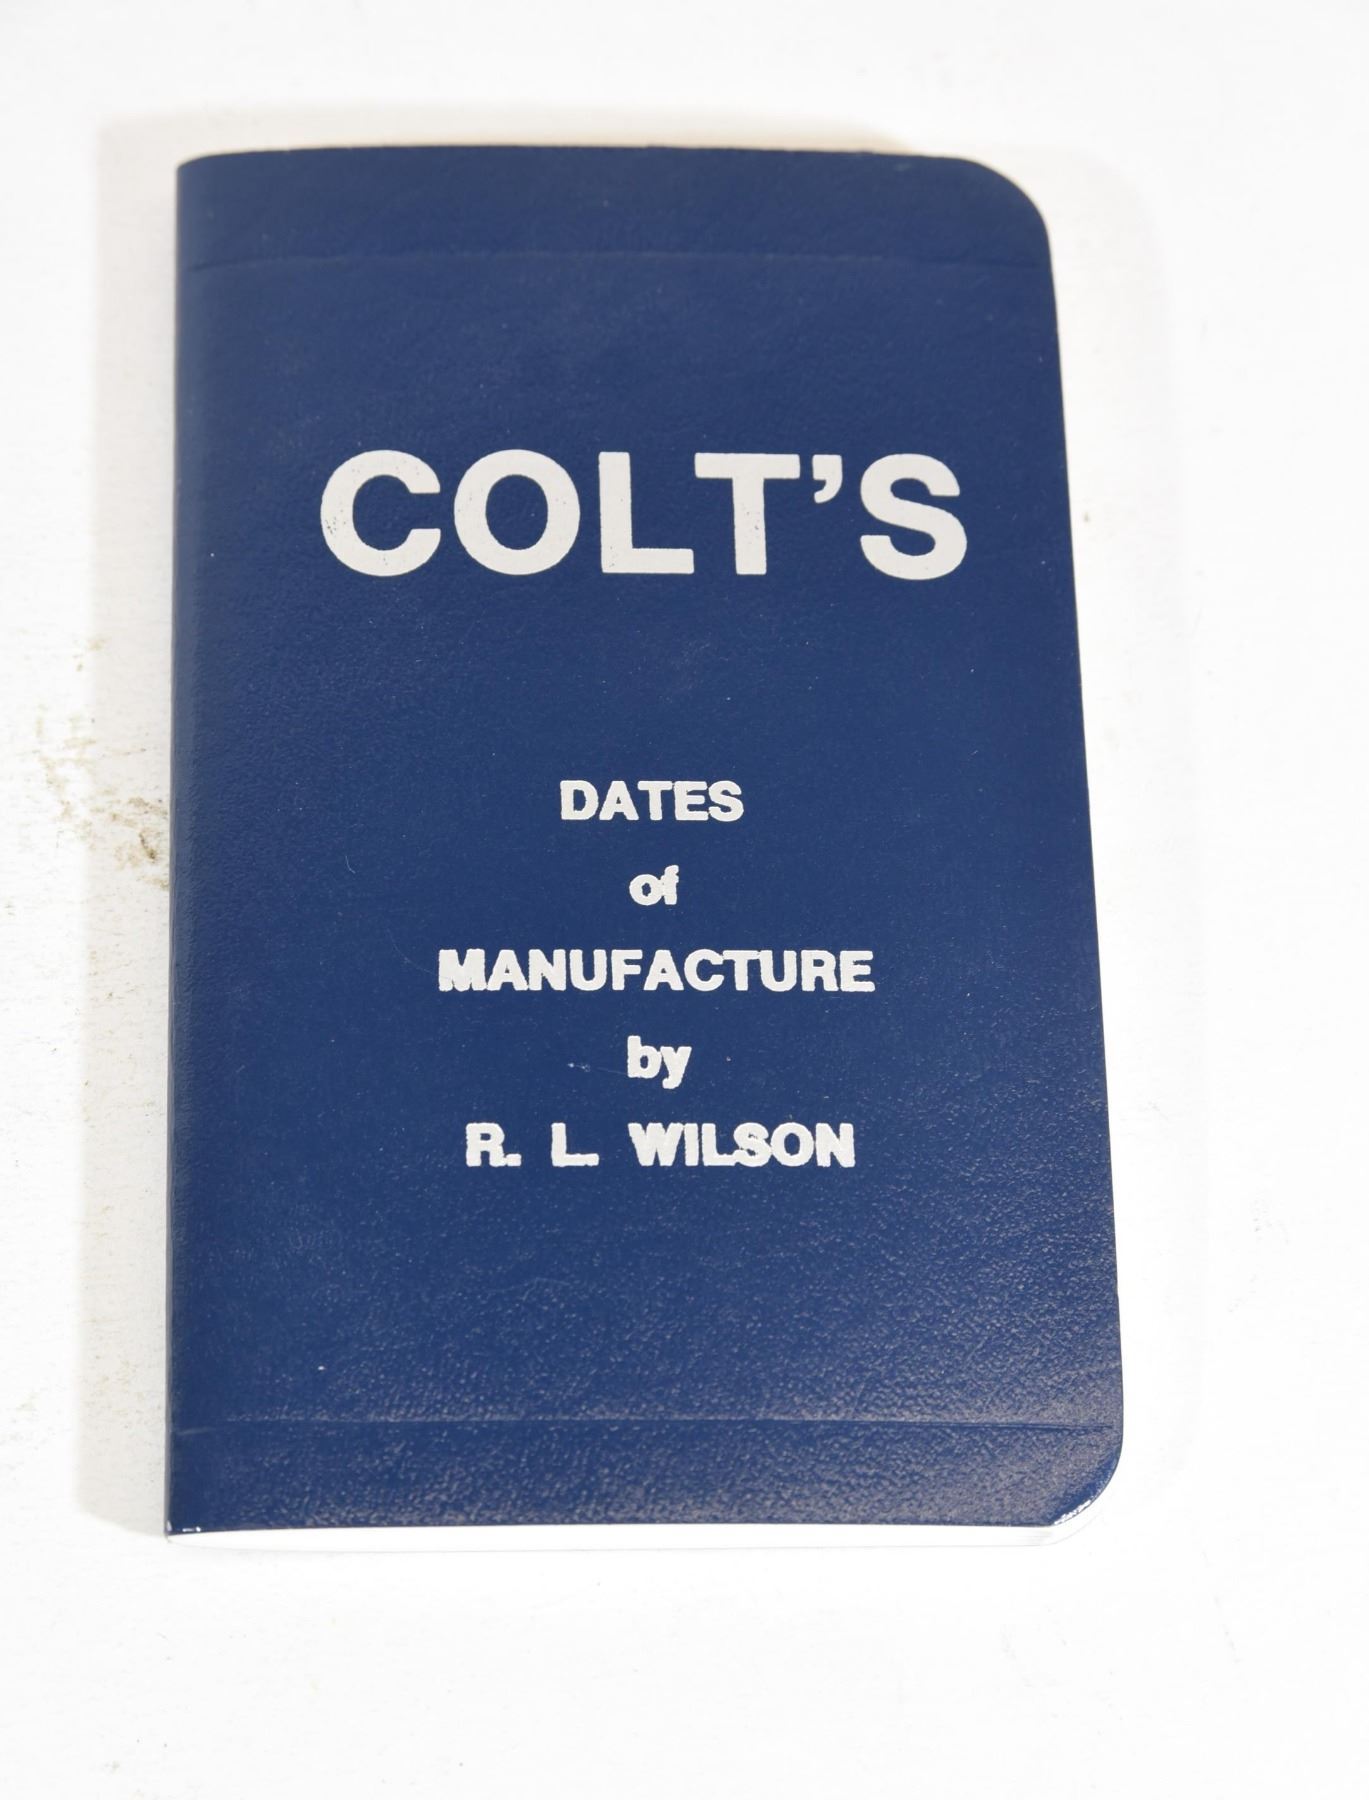 COLT'S
DATES
of
MANUFACTURE
by
R. L. WILSON